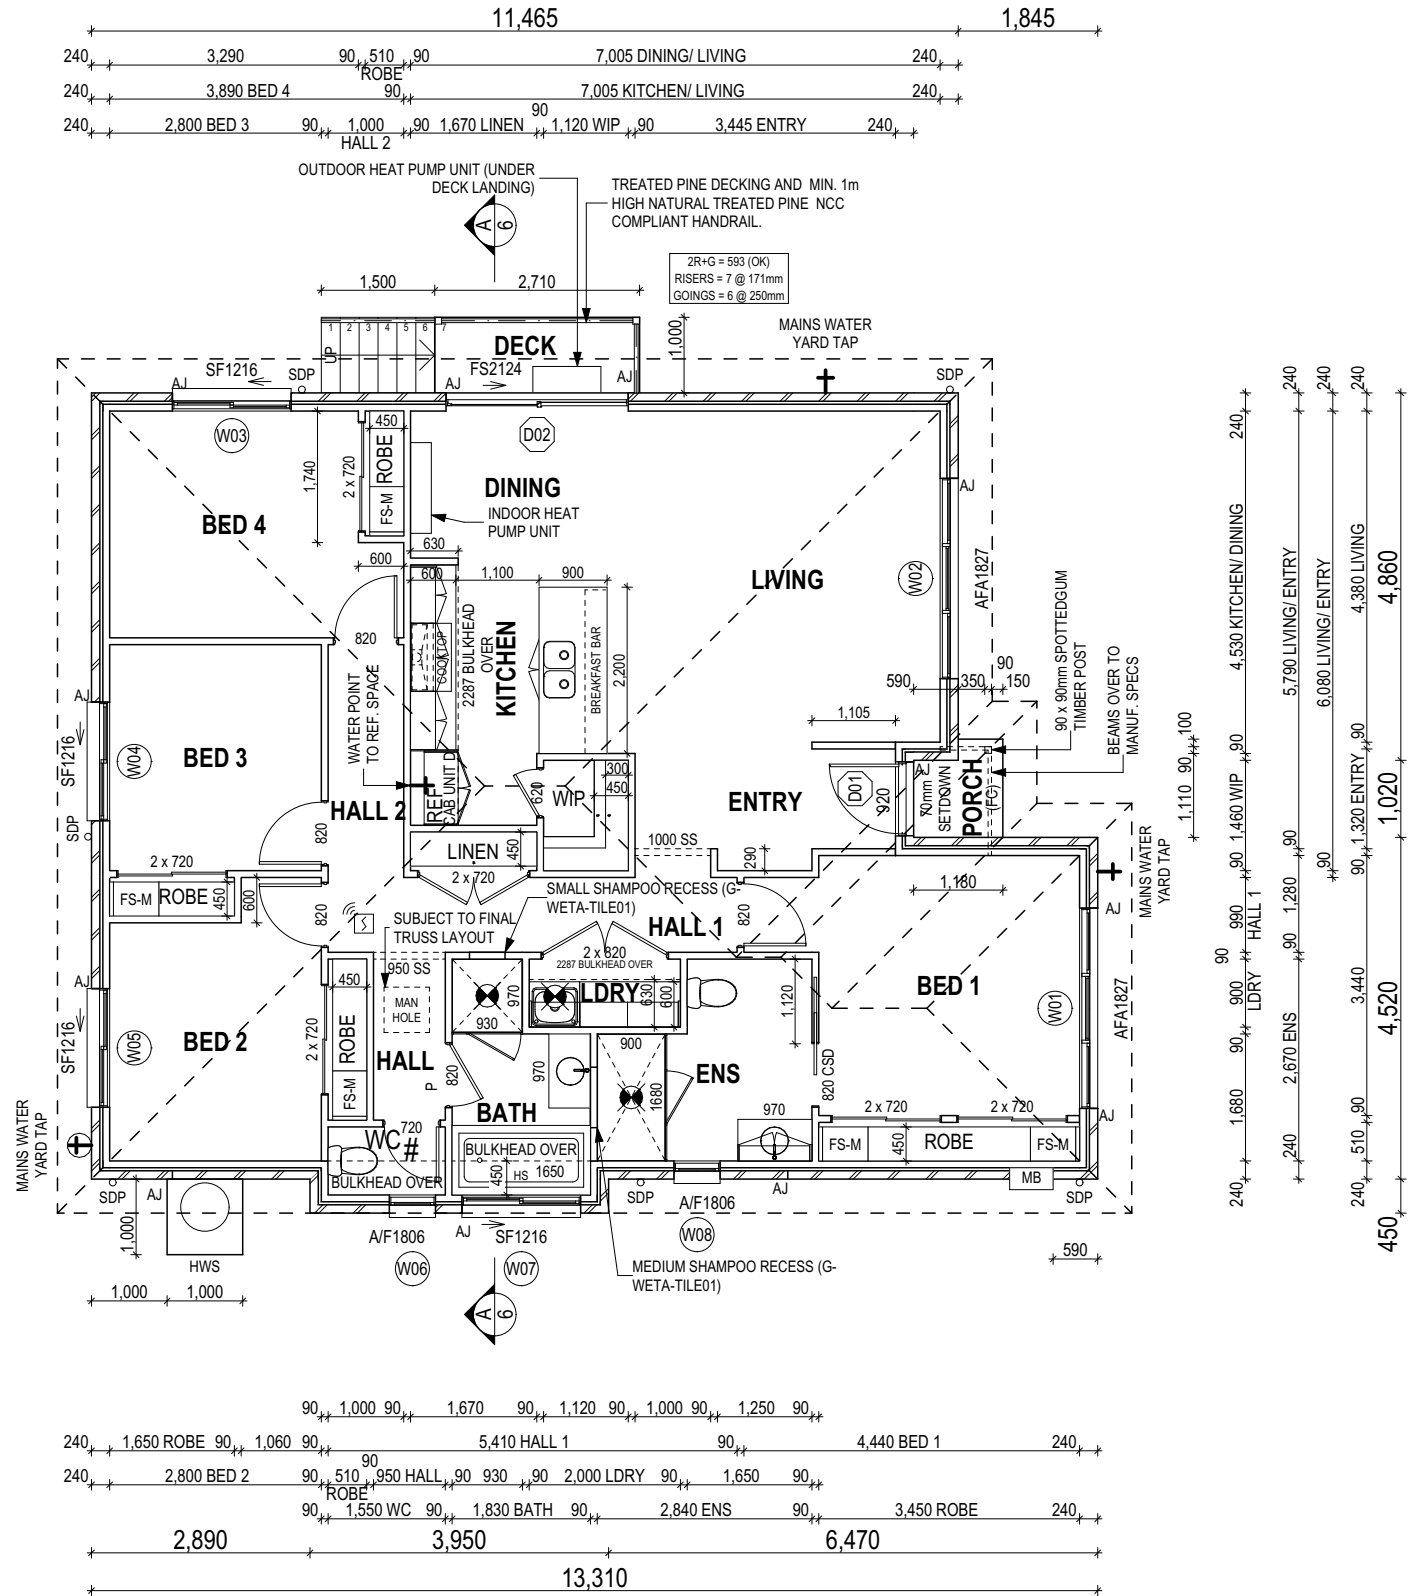 11,465 1,845
240 3,290 90 510 90 7,005 DINING/ LIVING 240
ROBE
240 3,890 BED 4 90 7,005 KITCHEN/ LIVING 240
90
240 2,800 BED 3 90 1,000 90 1,670 LINEN 1,120 WIP 90 3,445 ENTRY 240
HALL 2
OUTDOOR HEAT PUMP UNIT (UNDER
DECK LANDING)
TREATED PINE DECKING AND MIN. 1m
HIGH NATURAL TREATED PINE NCC
COMPLIANT HANDRAIL.
A
6
2R+G = 593 (OK)
RISERS = 7 @ 171mm
GOINGS = 6 @ 250mm
1,500 2,710
1,000
MAINS WATER
YARD TAP
1 2 3 4 5 6 7
UP
DECK
SF1216 SDP FS2124 SDP
AJ AJ AJ
W03
D02
450
ROBE
FS-M
1,740
2 x 720
DINING
INDOOR HEAT
PUMP UNIT
BED 4
AJ
LIVING
W02
AFA1827
630
600
600 1,100 900
820
COOKTOP
2287 BULKHEAD
OVER
KITCHEN
BREAKFAST BAR
2,200
WATER POINT
TO REF. SPACE
90
590 350 150
1,105
90 x 90mm SPOTTEDGUM
TIMBER POST
BEAMS OVER TO
MANUF. SPECS
AJ
SF1216
W04
BED 3
SDP
HALL 2
REF.
CAB UNIT D
620
WIP
300
450
ENTRY
D01
920
AJ
70mm
SETDOWN
PORCH
(FG)
820
LINEN
450
2 x 720
1000 SS
290
1,180
2 x 720
FS-M ROBE
450
600
820
SMALL SHAMPOO RECESS (G-
WETA-TILE01)
SUBJECT TO FINAL
TRUSS LAYOUT
HALL 1
820
MAINS WATER
YARD TAP
AJ
950 SS
2 x 820
2287 BULKHEAD OVER
450
MAN
HOLE
970
930
LDRY
630
600
1,120
BED 1
W01
AFA1827
AJ
SF1216
W05
BED 2
2 x 720
ROBE
FS-M
HALL
P
820
970
900
1680
ENS
820 CSD
BATH
970
2 x 720 2 x 720
AJ
FS-M ROBE FS-M
450
WC
#
720
BULKHEAD OVER
BULKHEAD OVER
450
HS 1650
MAINS WATER
YARD TAP
SDP AJ
SDP AJ MB SDP
1,000
HWS
A/F1806
W06
AJ SF1216
W07
A/F1806
W08
MEDIUM SHAMPOO RECESS (G-
WETA-TILE01)
590
1,000 1,000
A
6
240 4,530 KITCHEN/ DINING 90 1,460 WIP 90 990 HALL 1 90 900 LDRY 90 1,680 240
100
90
1,110
240 5,790 LIVING/ ENTRY 90 1,280 90 2,670 ENS 240
240 6,080 LIVING/ ENTRY 90
240 4,380 LIVING 90 1,320 ENTRY 90 3,440 90 510 240
4,860 1,020 4,520 450
90 1,000 90 1,670 90 1,120 90 1,000 90 1,250 90
240 1,650 ROBE 90 1,060 90 5,410 HALL 1 90 4,440 BED 1 240
90
240 2,800 BED 2 90 510 950 HALL 90 930 90 2,000 LDRY 90 1,650 90
ROBE
90 1,550 WC 90 1,830 BATH 90 2,840 ENS 90 3,450 ROBE 240
2,890 3,950 6,470
13,310